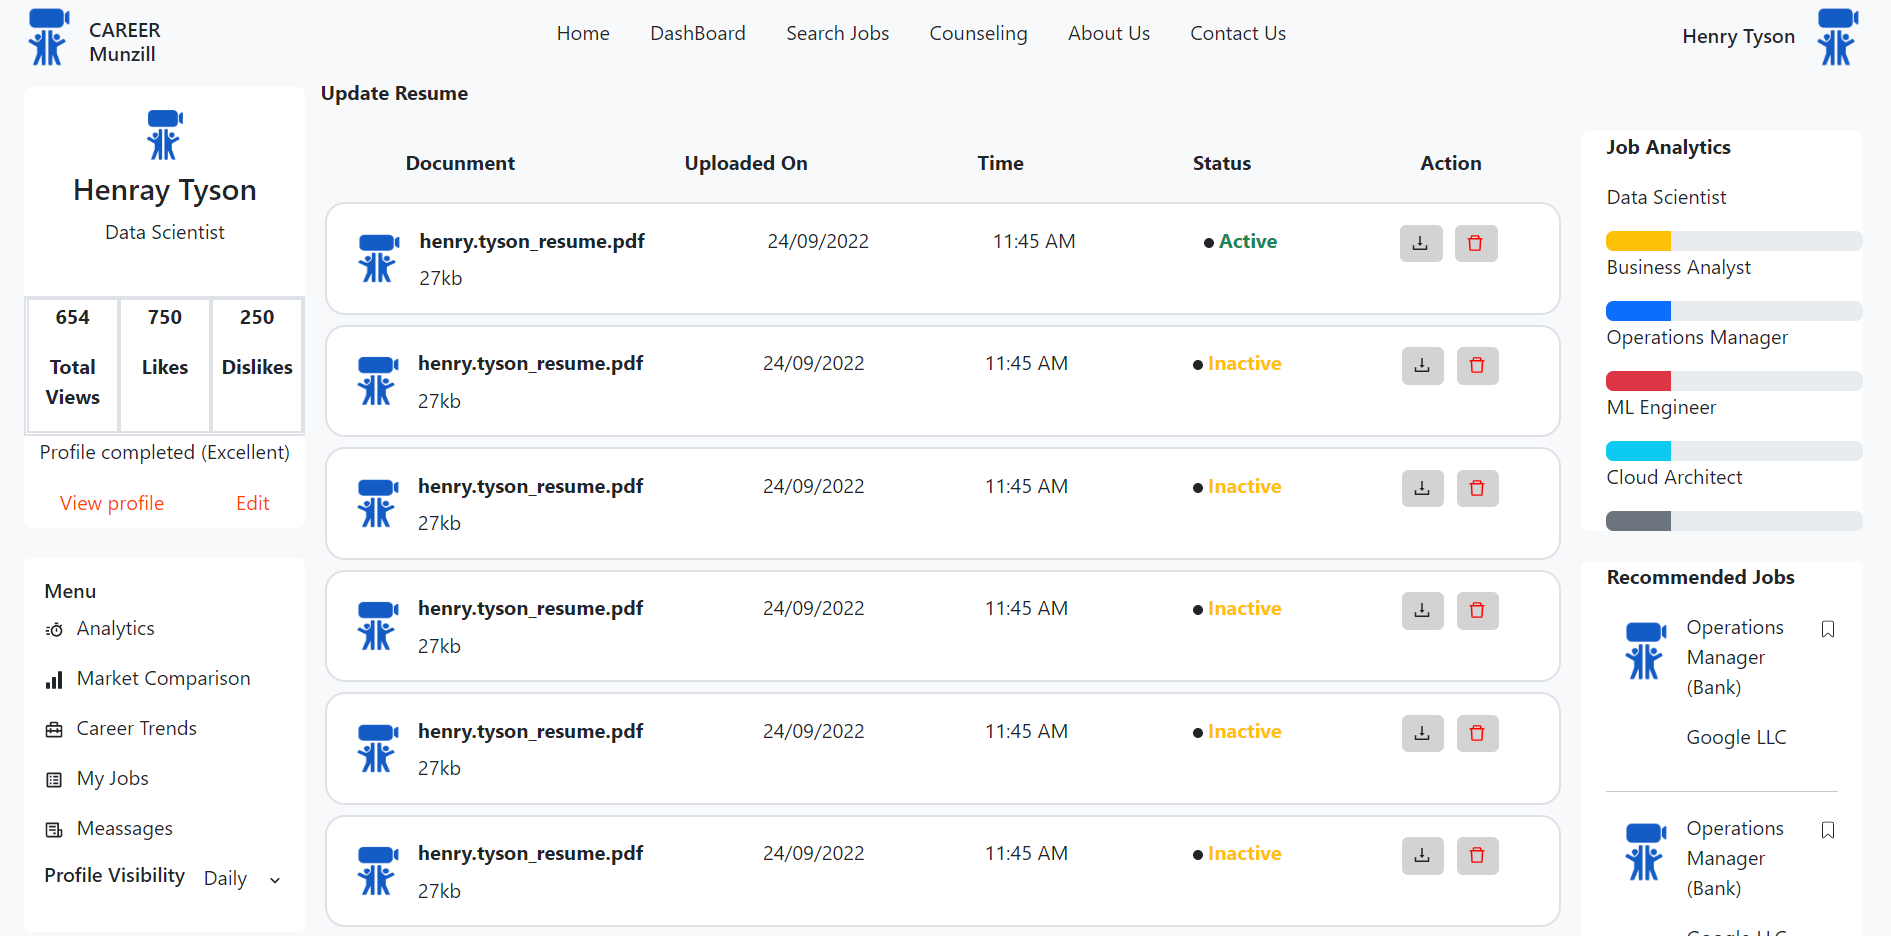 CAREER
Munzill
Home DashBoard Search Jobs Counseling About Us Contact Us
Henry Tyson
Henray Tyson
Data Scientist
654 750 250
Total Likes Dislikes
Views
Profile completed (Excellent)
View profile Edit
Menu
Analytics
Market Comparison
Career Trends
My Jobs
Meassages
Profile Visibility Daily
Update Resume
Docunment Uploaded On Time Status Action
henry.tyson_resume.pdf 24/09/2022 11:45 AM Active
27kb
henry.tyson_resume.pdf 24/09/2022 11:45 AM Inactive
27kb
henry.tyson_resume.pdf 24/09/2022 11:45 AM Inactive
27kb
henry.tyson_resume.pdf 24/09/2022 11:45 AM Inactive
27kb
henry.tyson_resume.pdf 24/09/2022 11:45 AM Inactive
27kb
henry.tyson_resume.pdf 24/09/2022 11:45 AM Inactive
27kb
Job Analytics
Data Scientist
Business Analyst
Operations Manager
ML Engineer
Cloud Architect
Recommended Jobs
Operations
Manager
(Bank)
Google LLC
Operations
Manager
(Bank)
Google LLC